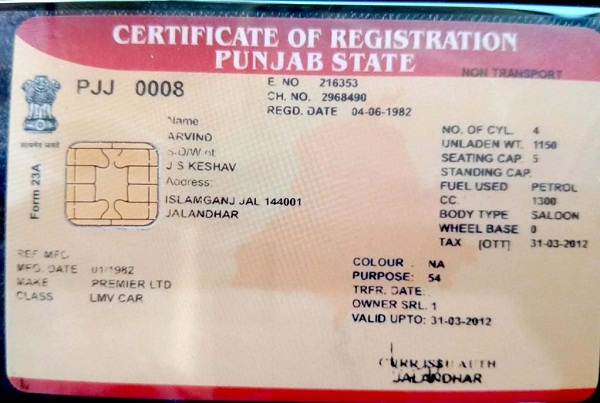 CERTIFICATE OF REGISTRATION
PUNJAB STATE
NON TRANSPORT
PJJ 0008
E. NO 216353
CH. NO. 2968490
REGD. DATE 04-06-1982
सत्यमेव जयते
Form 23A
Name
ARVIND
S/D/W of
J S KESHAV
Address:
ISLAMGANJ JAL 144001
JALANDHAR
NO. OF CYL. 4
UNLADEN WT. 1150
SEATING CAP. 5
STANDING CAP.
FUEL USED PETROL
CC. 1300
BODY TYPE SALOON
WHEEL BASE 0
TAX [OTT] 31-03-2012
REF MFC
MFG. DATE 01/1982
MAKE PREMIER LTD
CLASS LMV CAR
COLOUR : NA
PURPOSE: 54
TRFR. DATE:
OWNER SRL. 1
VALID UPTO: 31-03-2012
AUTH
JALANDHAR